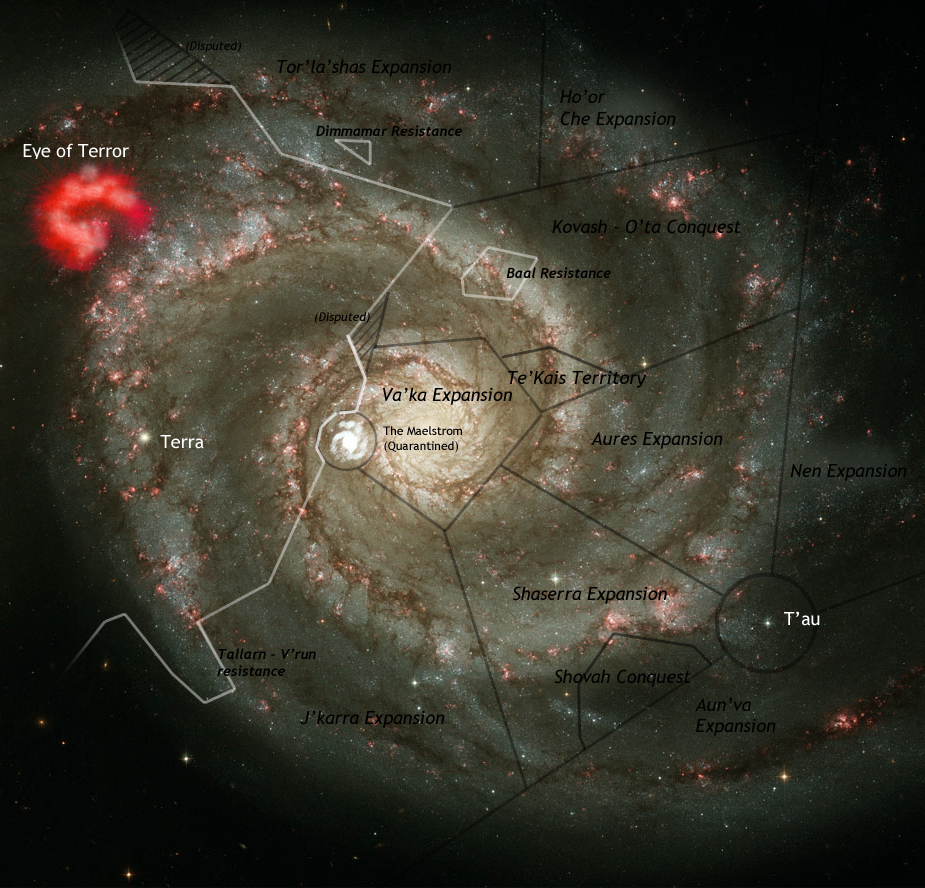 (Disputed)
Tor'la'shas Expansion
Ho'or
Che Expansion
Dimmamar Resistance
Eye of Terror
Kovash - O'ta Conquest
Baal Resistance
(Disputed)
Te'Kais Territory
Va'ka Expansion
The Maelstrom
(Quarantined)
Terra
Aures Expansion
Nen Expansion
Shaserra Expansion
T'au
Tallarn - V'run
resistance
Shovah Conquest
Aun'va
Expansion
J'karra Expansion